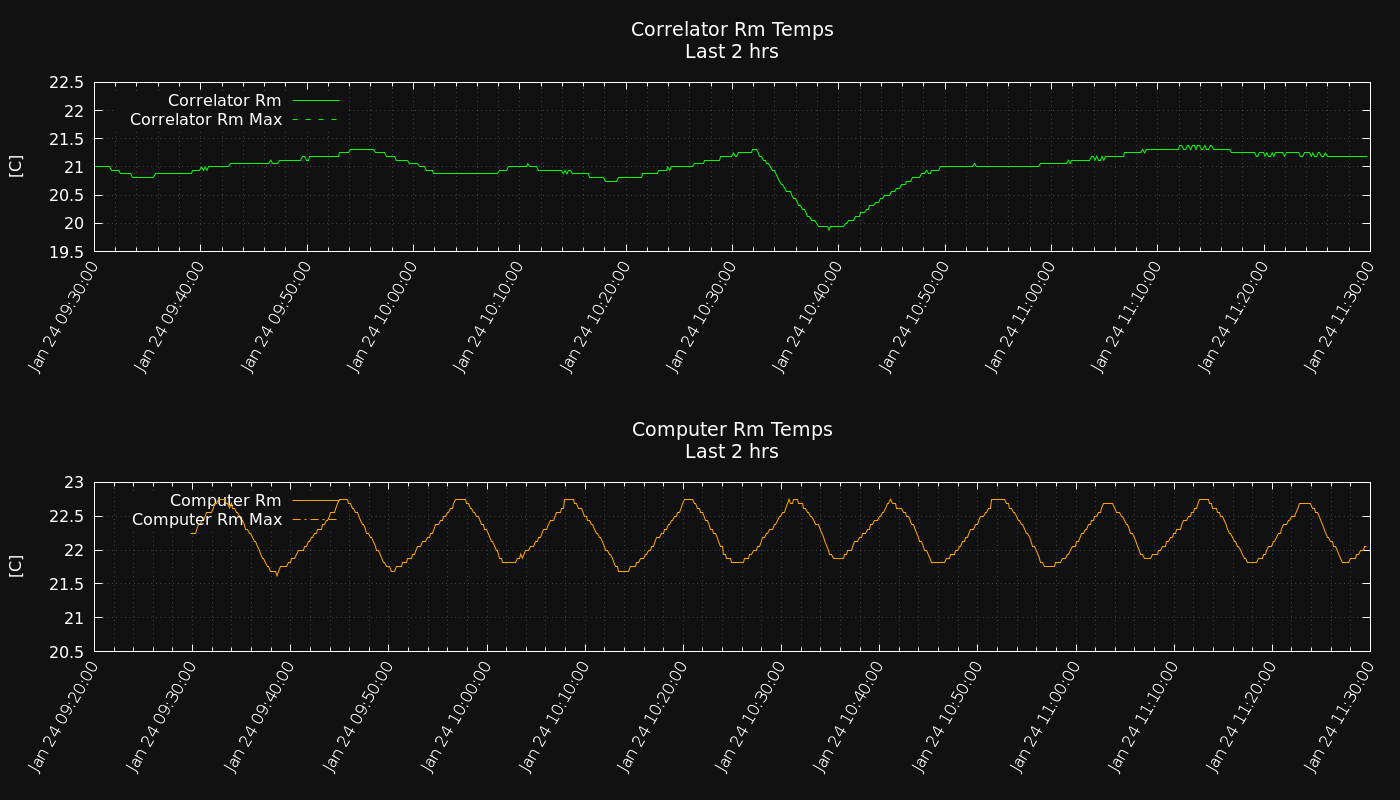 Correlator Rm Temps
Last 2 hrs
22.5
22
21.5
21
20.5
20
19.5
[C]
Correlator Rm
Correlator Rm Max
Jan 24 09:30:00
Jan 24 09:40:00
Jan 24 09:50:00
Jan 24 10:00:00
Jan 24 10:10:00
Jan 24 10:20:00
Jan 24 10:30:00
Jan 24 10:40:00
Jan 24 10:50:00
Jan 24 11:00:00
Jan 24 11:10:00
Jan 24 11:20:00
Jan 24 11:30:00
Computer Rm Temps
Last 2 hrs
23
22.5
22
21.5
21
20.5
[C]
Computer Rm
Computer Rm Max
Jan 24 09:20:00
Jan 24 09:30:00
Jan 24 09:40:00
Jan 24 09:50:00
Jan 24 10:00:00
Jan 24 10:10:00
Jan 24 10:20:00
Jan 24 10:30:00
Jan 24 10:40:00
Jan 24 10:50:00
Jan 24 11:00:00
Jan 24 11:10:00
Jan 24 11:20:00
Jan 24 11:30:00